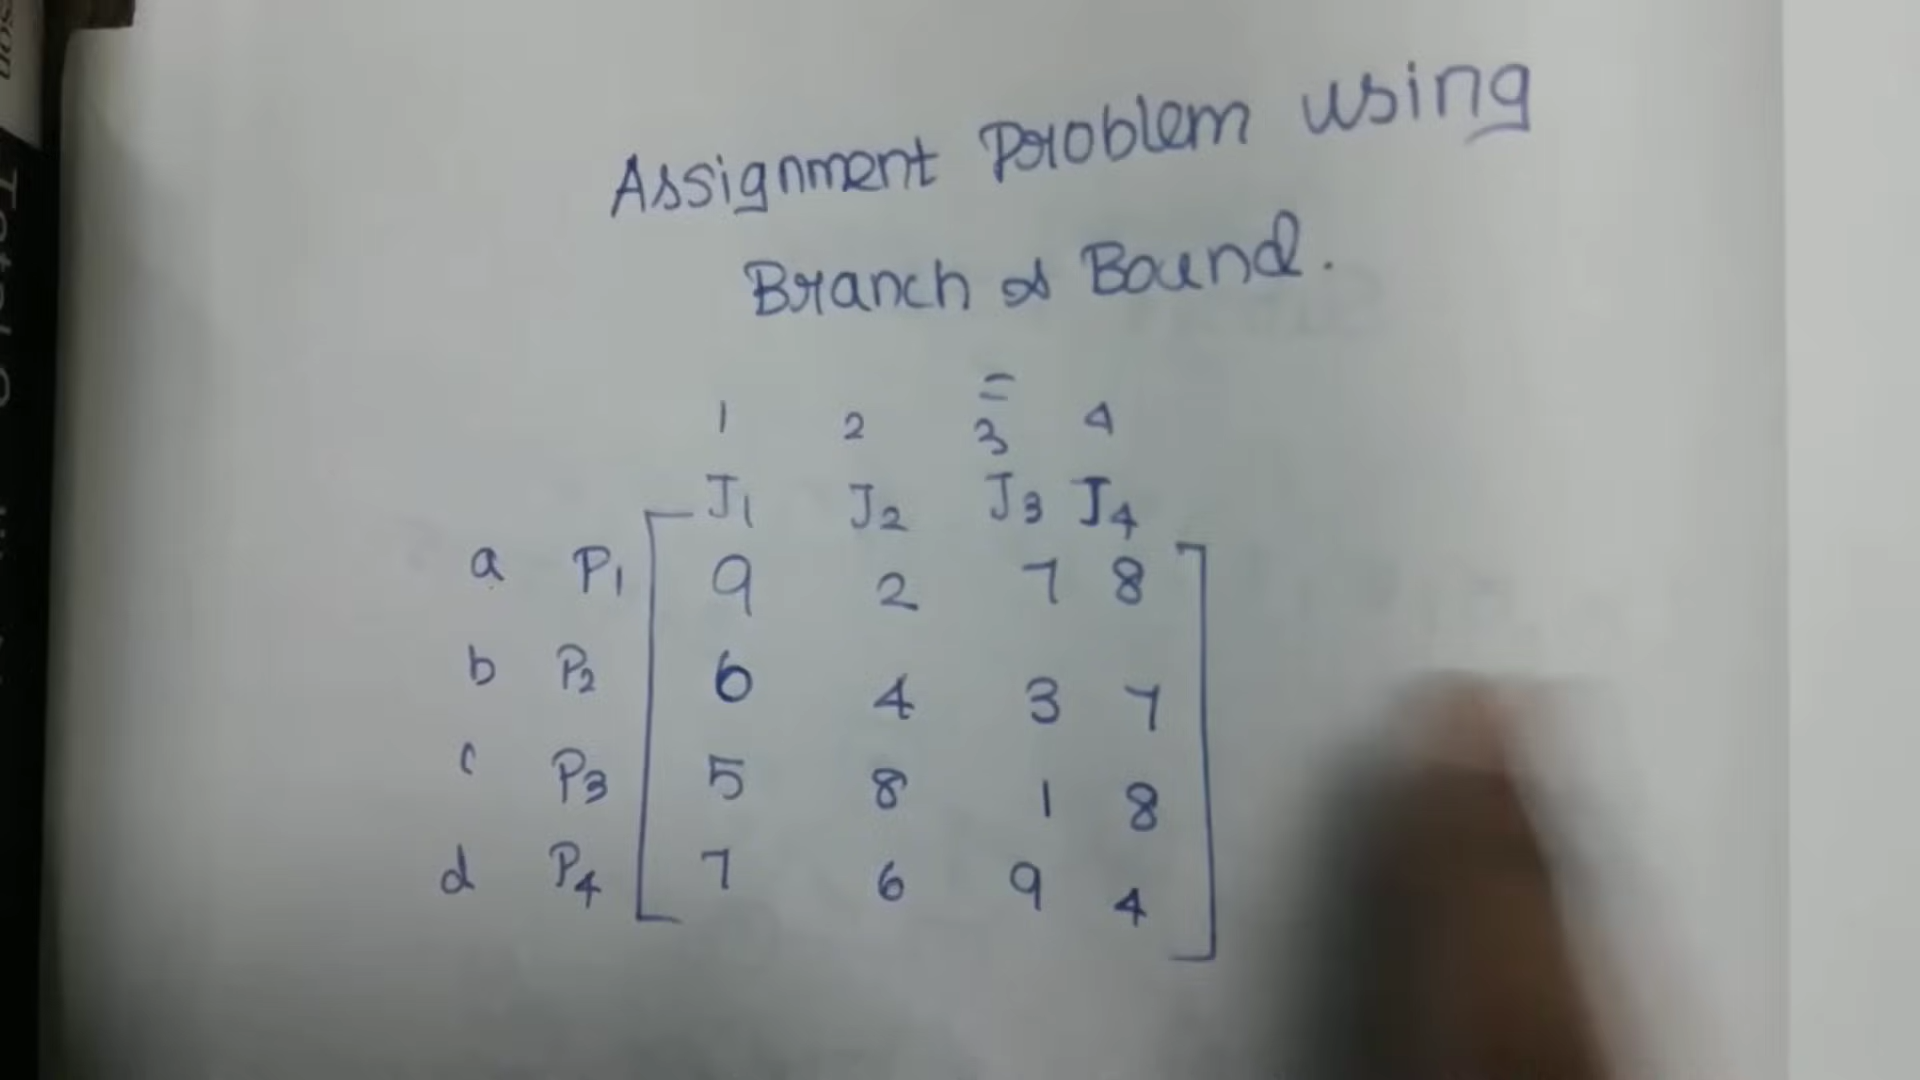 Assignment Problem using
Branch & Bound.
1 2 3 4
J1 J2 J3 J4
a P1 9 2 7 8
b P2 6 4 3 7
c P3 5 8 1 8
d P4 7 6 9 4